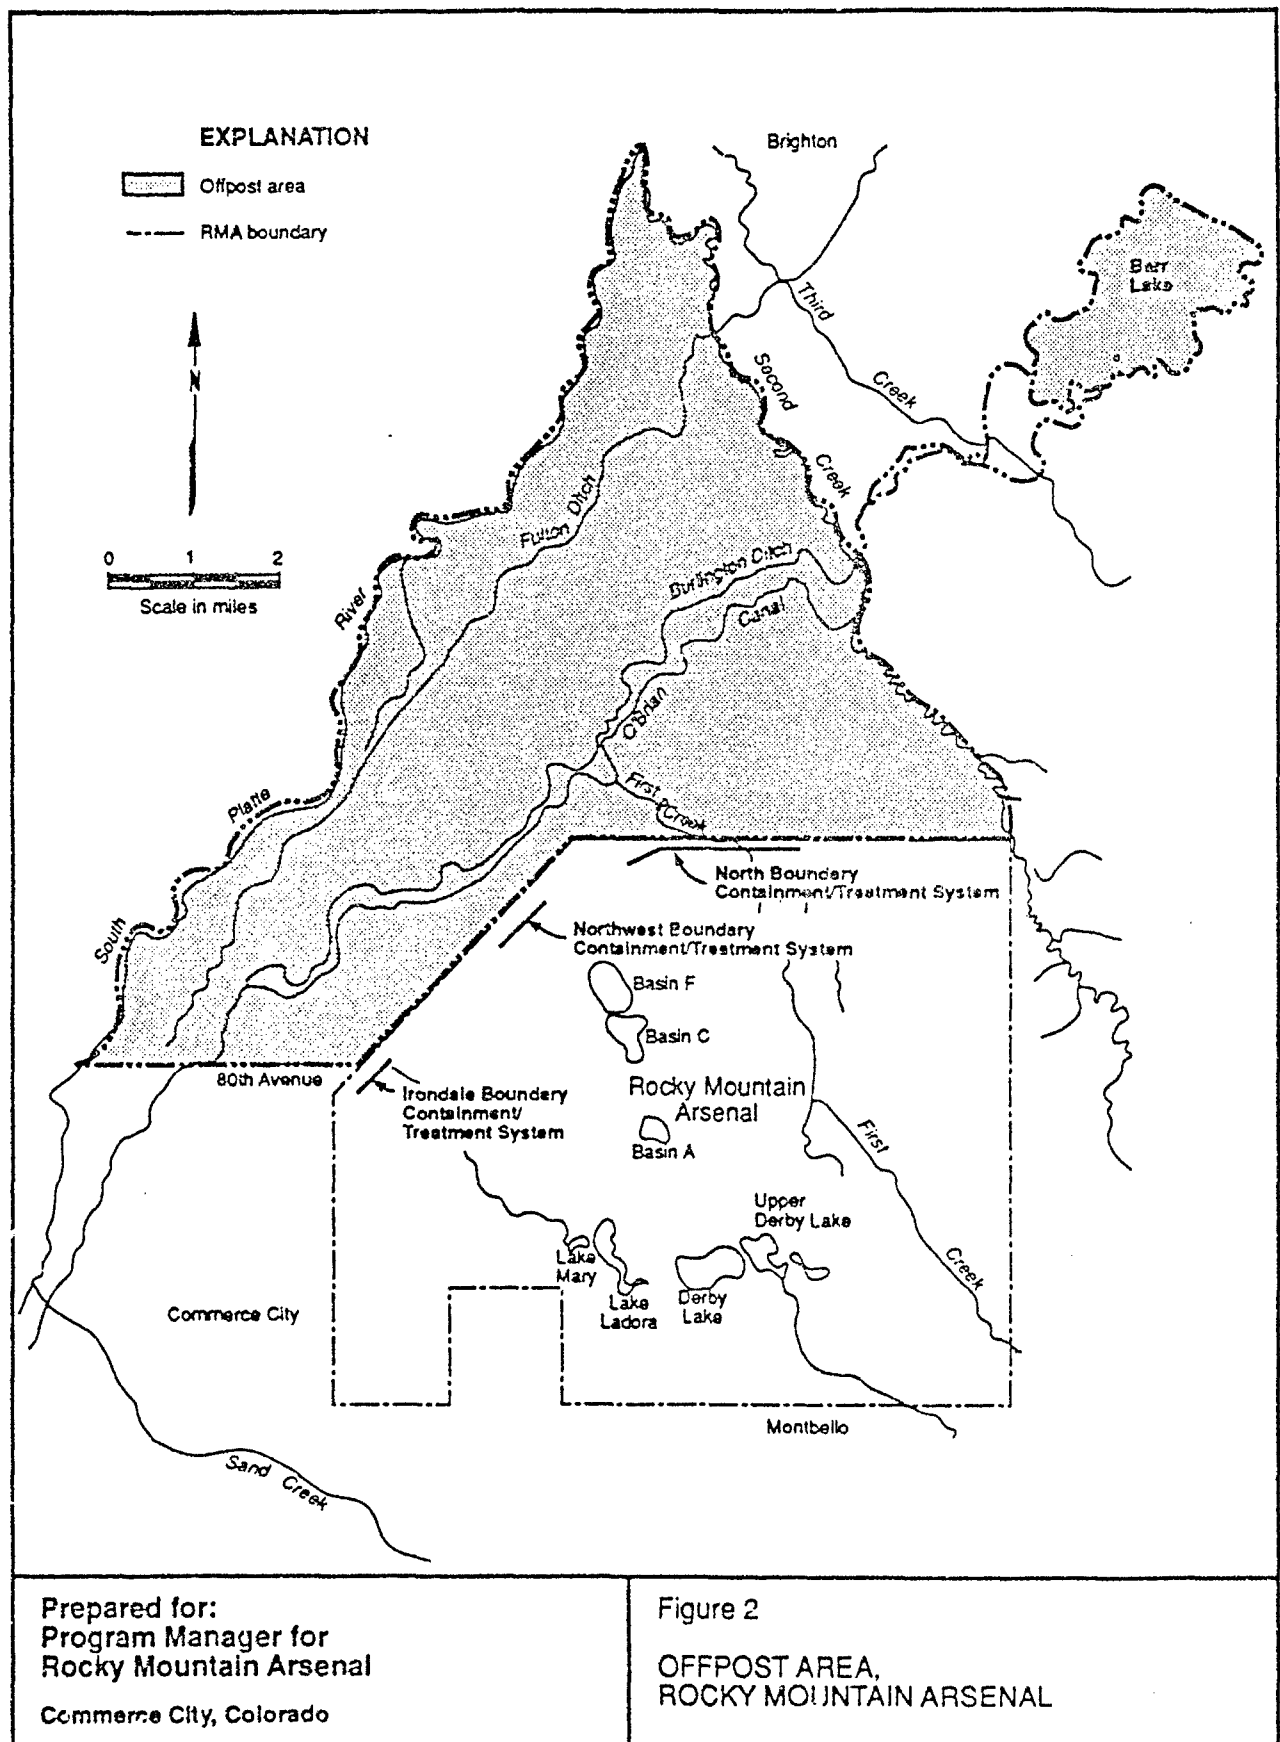 EXPLANATION
Offpost area
RMA boundary
N
0 1 2
Scale in miles
Brighton
Barr
Lake
Third
Creek
Second
Creek
Fulton Ditch
Burlington Ditch
Canal
O'Brian
River
Platte
South
First
Creek
North Boundary
Containment/Treatment System
Northwest Boundary
Containment/Treatment System
Basin F
Basin C
80th Avenue
Irondale Boundary
Containment/
Treatment System
Rocky Mountain
Arsenal
Basin A
First
Creek
Upper
Derby Lake
Lake
Mary
Lake
Ladora
Derby
Lake
Commerce City
Montbello
Sand Creek
Prepared for:
Program Manager for
Rocky Mountain Arsenal
Commerce City, Colorado
Figure 2
OFFPOST AREA,
ROCKY MOUNTAIN ARSENAL